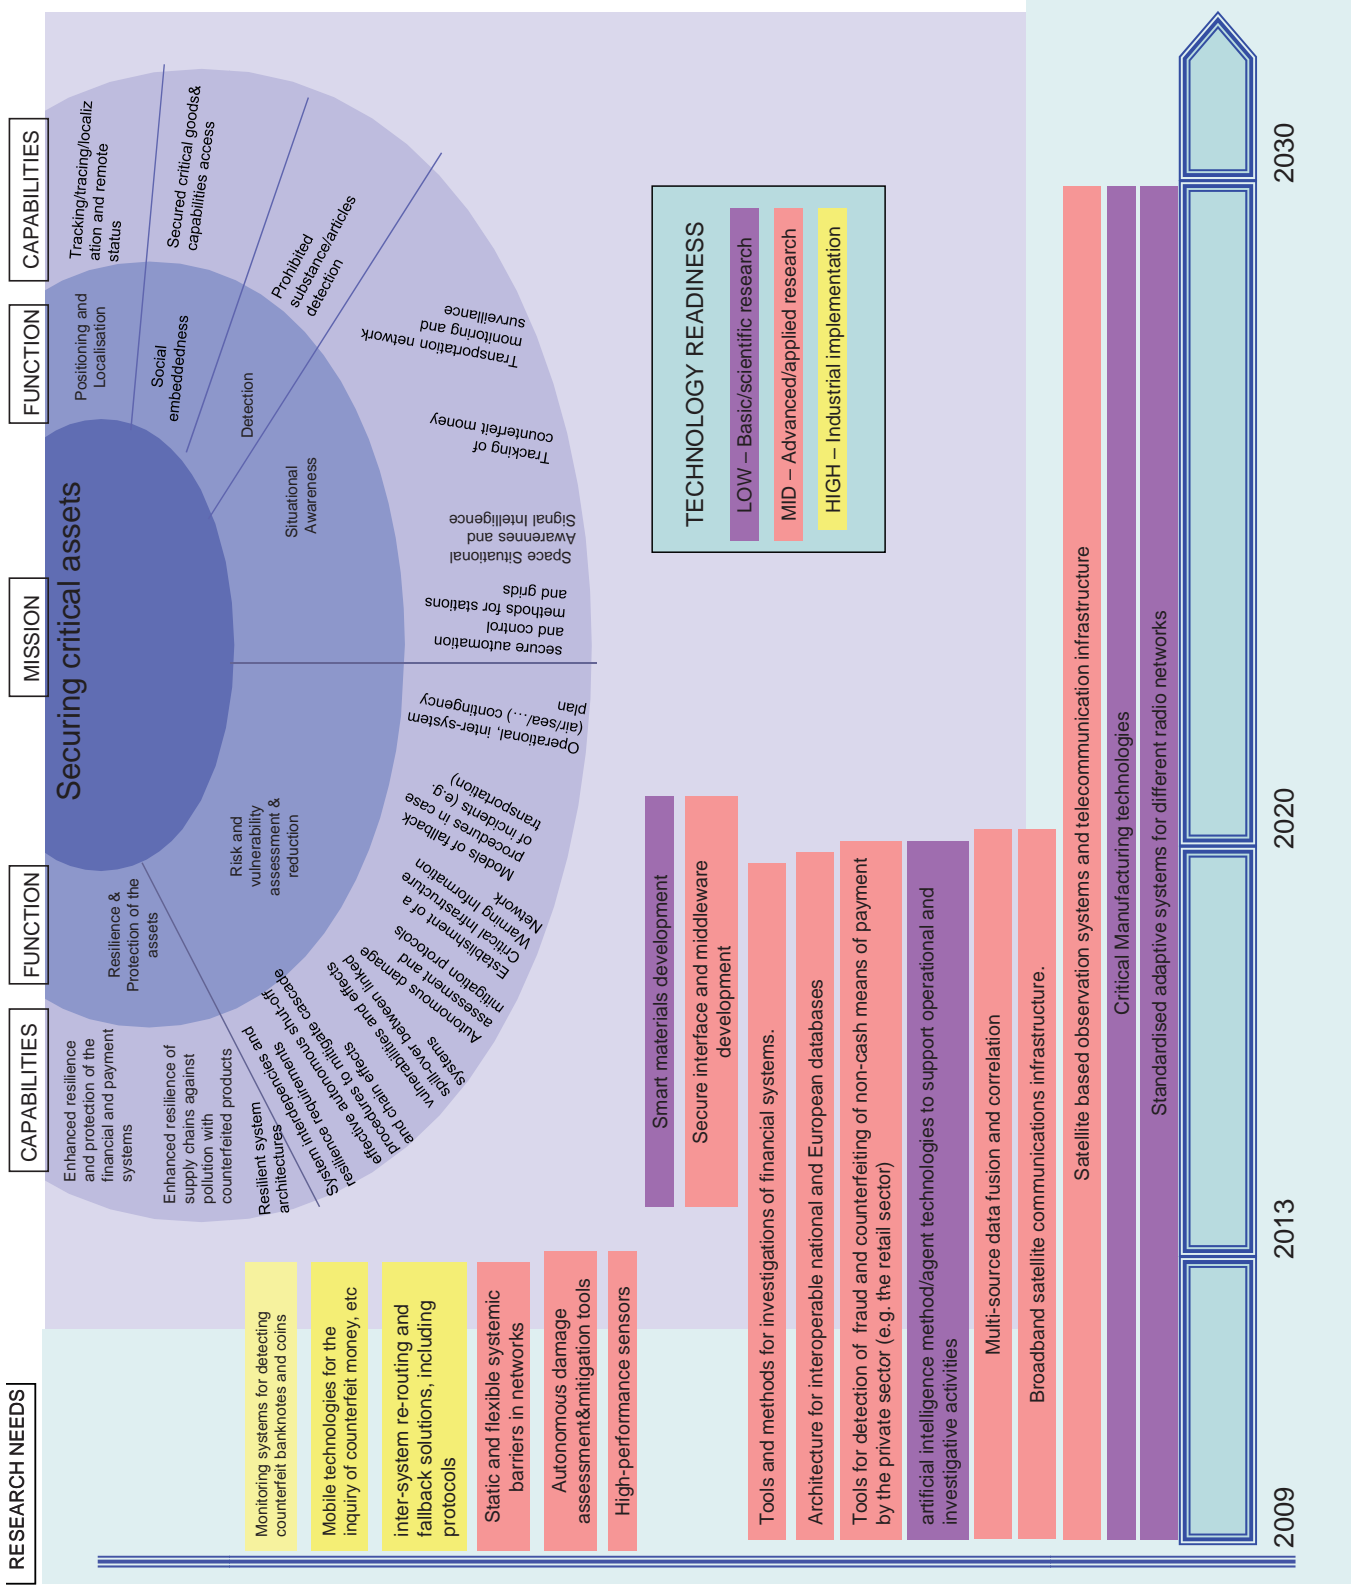 RESEARCH NEEDS
CAPABILITIES
FUNCTION
MISSION
FUNCTION
CAPABILITIES
Securing critical assets
Resilience &
Protection of the
assets
Risk and
vulnerability
assessment &
reduction
Situational
Awareness
Detection
Social
embeddedness
Positioning and
Localisation
Enhanced resilience
and protection of the
financial and payment
systems
Enhanced resilience of
supply chains against
pollution with
counterfeited products
Resilient system
architectures
System interdepencies and
resilience requirements
effective autonomous shut-off
procedures to mitigate cascade
and chain effects
vulnerabilities and effects
spill-over between linked
systems
Autonomous damage
assessment and
mitigation protocols
Establishment of a
Critical Infrastructure
Warning Information
Network
Models of fallback
procedures in case
of incidents (e.g.
transportation)
Operational, inter-system
(air/sea/…) contingency
plan
secure automation
and control
methods for stations
and grids
Space Situational
Awarennes and
Signal Intelligence
Tracking of
counterfeit money
Transportation network
monitoring and
surveillance
Prohibited
substance/articles
detection
Secured critical goods&
capabilities access
Tracking/tracing/localiz
ation and remote
status
Monitoring systems for detecting
counterfeit banknotes and coins
Mobile technologies for the
inquiry of counterfeit money, etc
inter-system re-routing and
fallback solutions, including
protocols
Static and flexible systemic
barriers in networks
Autonomous damage
assessment&mitigation tools
High-performance sensors
Smart materials development
Secure interface and middleware
development
Tools and methods for investigations of financial systems.
Architecture for interoperable national and European databases
Tools for detection of fraud and counterfeiting of non-cash means of payment
by the private sector (e.g. the retail sector)
artificial intelligence method/agent technologies to support operational and
investigative activities
Multi-source data fusion and correlation
Broadband satellite communications infrastructure.
Satellite based observation systems and telecommunication infrastructure
Critical Manufacturing technologies
Standardised adaptive systems for different radio networks
TECHNOLOGY READINESS
LOW – Basic/scientific research
MID – Advanced/applied research
HIGH – Industrial implementation
2009
2013
2020
2030